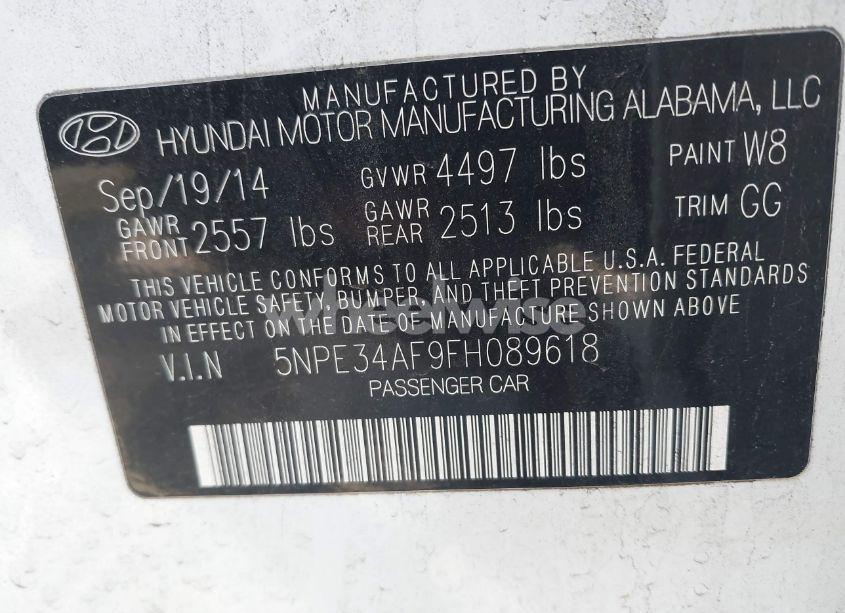 MANUFACTURED BY
HYUNDAI MOTOR MANUFACTURING ALABAMA, LLC
Sep/19/14 GVWR 4497 lbs PAINT W8
GAWR FRONT 2557 lbs GAWR REAR 2513 lbs TRIM GG
THIS VEHICLE CONFORMS TO ALL APPLICABLE U.S.A. FEDERAL
MOTOR VEHICLE SAFETY, BUMPER, AND THEFT PREVENTION STANDARDS
IN EFFECT ON THE DATE OF MANUFACTURE SHOWN ABOVE
wheelwise
V.I.N 5NPE34AF9FH089618
PASSENGER CAR